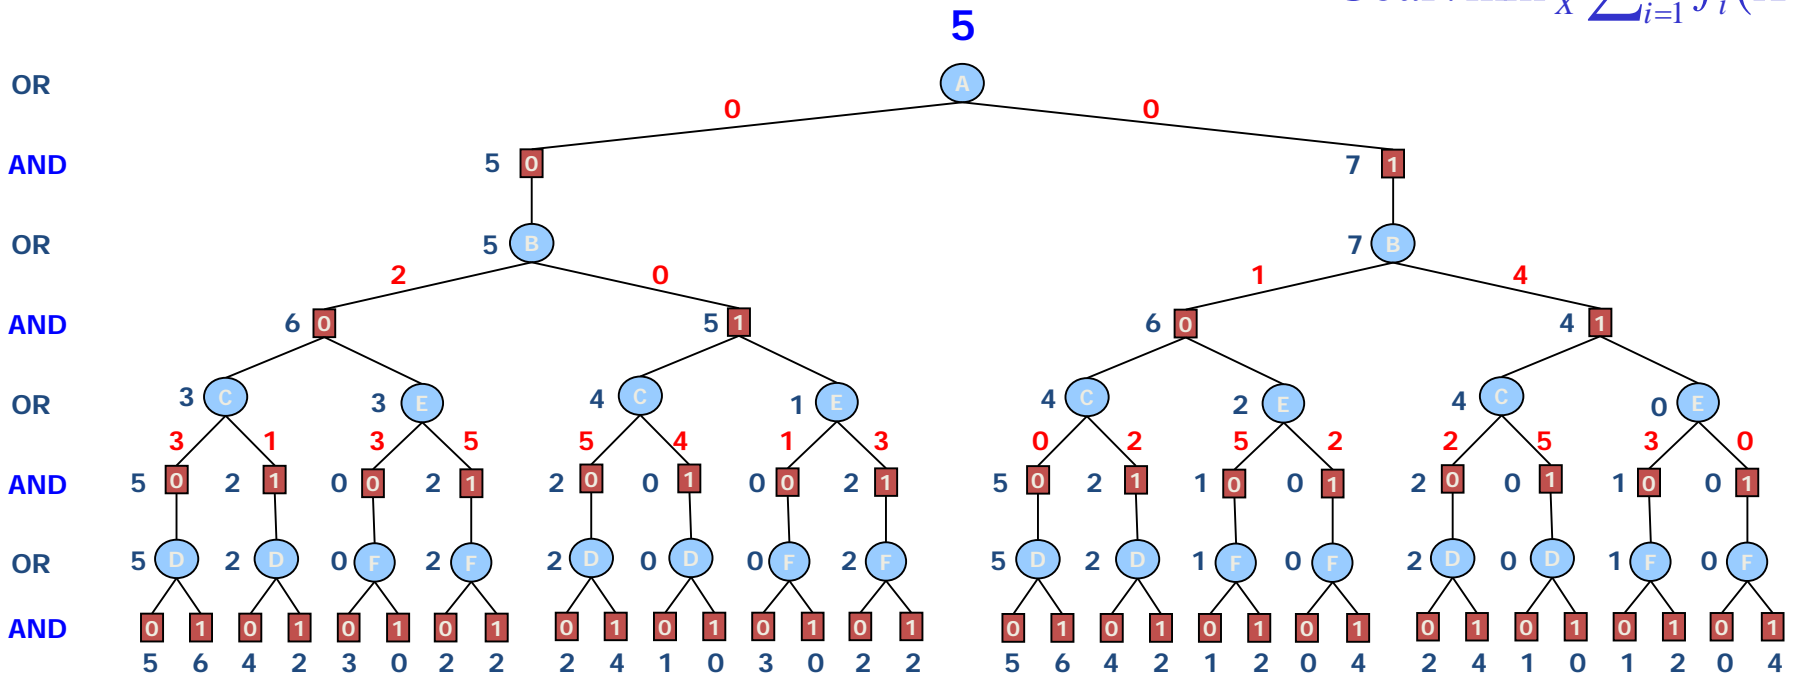 5
OR A
0 0
AND 5 0 7 1
OR 5 B 7 B
2 0 1 4
AND 6 0 5 1 6 0 4 1
OR 3 C 3 E 4 C 1 E 4 C 2 E 4 C 0 E
3 1 3 5 5 4 1 3 0 2 5 2 2 5 3 0
AND 5 0 2 1 0 0 2 1 2 0 0 1 0 0 2 1 5 0 2 1 1 0 0 1 2 0 0 1 1 0 0 1
OR 5 D 2 D 0 F 2 F 2 D 0 D 0 F 2 F 5 D 2 D 1 F 0 F 2 D 0 D 1 F 0 F
AND 0 1 0 1 0 1 0 1 0 1 0 1 0 1 0 1 0 1 0 1 0 1 0 1 0 1 0 1 0 1 0 1
5 6 4 2 3 0 2 2 2 4 1 0 3 0 2 2 5 6 4 2 1 2 0 4 2 4 1 0 1 2 0 4